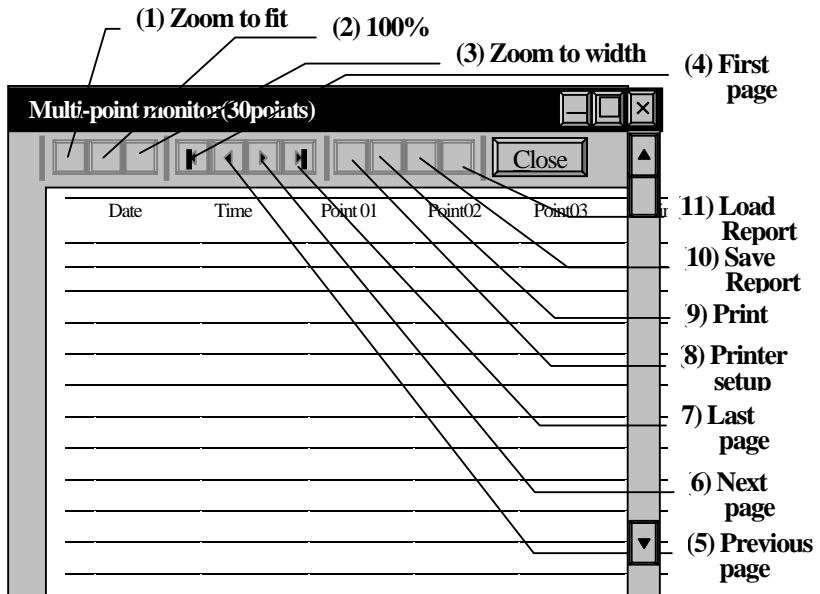 (1) Zoom to fit
(2) 100%
(3) Zoom to width
(4) First
page
Multi-point monitor(30points)
Close
Date Time Point 01 Point02 Point03
(11) Load
Report
(10) Save
Report
(9) Print
(8) Printer
setup
7) Last
page
(6) Next
page
(5) Previous
page